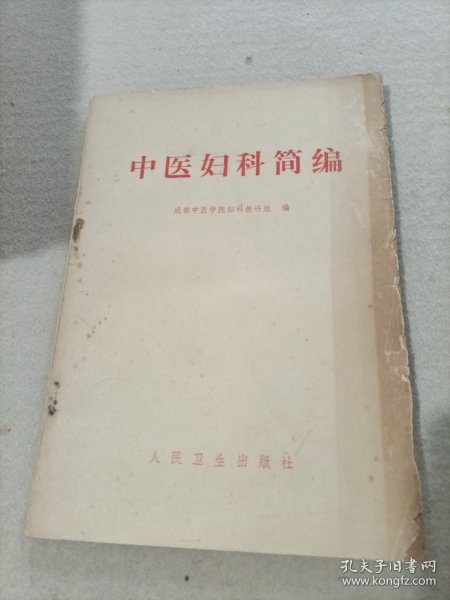 中医妇科简编
成都中医学院妇科教研组 编
人民卫生出版社
孔夫子旧书网
www.kongfz.com